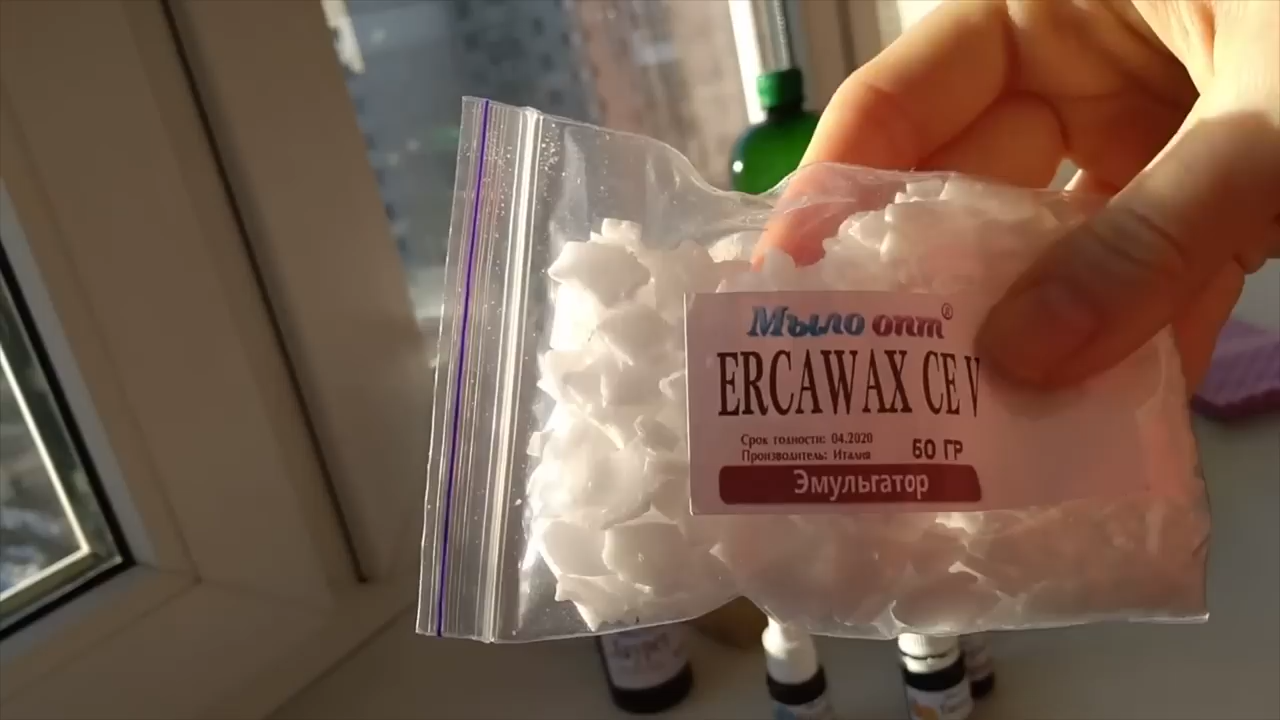 Мыло опт®
ERCAWAX CE V
Срок годности: 04.2020
Производитель: Италия
50 ГР
Эмульгатор